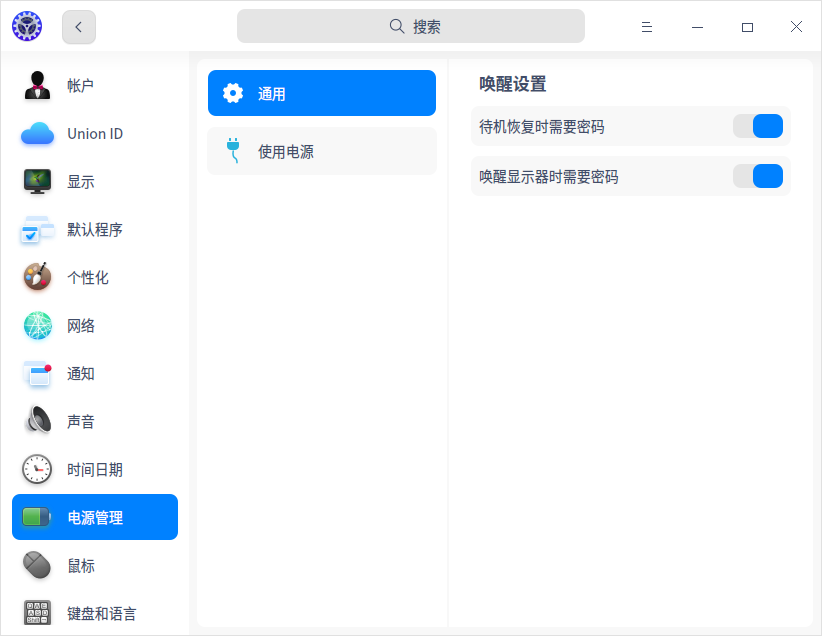 搜索
帐户
Union ID
显示
默认程序
个性化
网络
通知
声音
时间日期
电源管理
鼠标
键盘和语言
通用
使用电源
唤醒设置
待机恢复时需要密码
唤醒显示器时需要密码